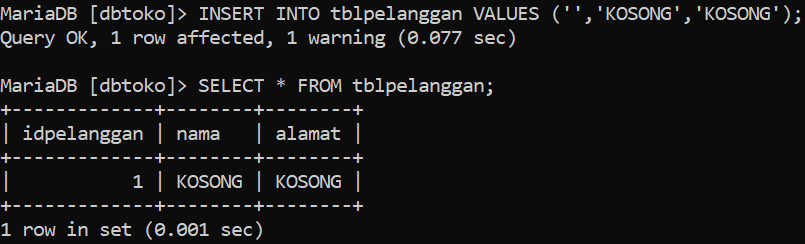 MariaDB [dbtoko]> INSERT INTO tblpelanggan VALUES ('','KOSONG','KOSONG');
Query OK, 1 row affected, 1 warning (0.077 sec)
MariaDB [dbtoko]> SELECT * FROM tblpelanggan;
+-------------+--------+--------+
| idpelanggan | nama   | alamat |
+-------------+--------+--------+
|           1 | KOSONG | KOSONG |
+-------------+--------+--------+
1 row in set (0.001 sec)